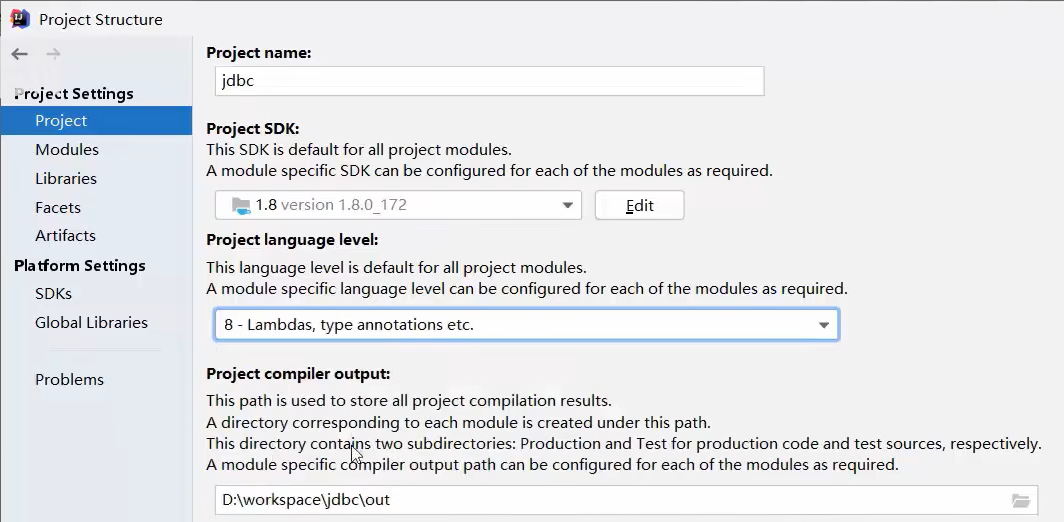 Project Structure
Project Settings
Project
Modules
Libraries
Facets
Artifacts
Platform Settings
SDKs
Global Libraries
Problems
Project name:
jdbc
Project SDK:
This SDK is default for all project modules.
A module specific SDK can be configured for each of the modules as required.
1.8 version 1.8.0_172
Edit
Project language level:
This language level is default for all project modules.
A module specific language level can be configured for each of the modules as required.
8 - Lambdas, type annotations etc.
Project compiler output:
This path is used to store all project compilation results.
A directory corresponding to each module is created under this path.
This directory contains two subdirectories: Production and Test for production code and test sources, respectively.
A module specific compiler output path can be configured for each of the modules as required.
D:\workspace\jdbc\out